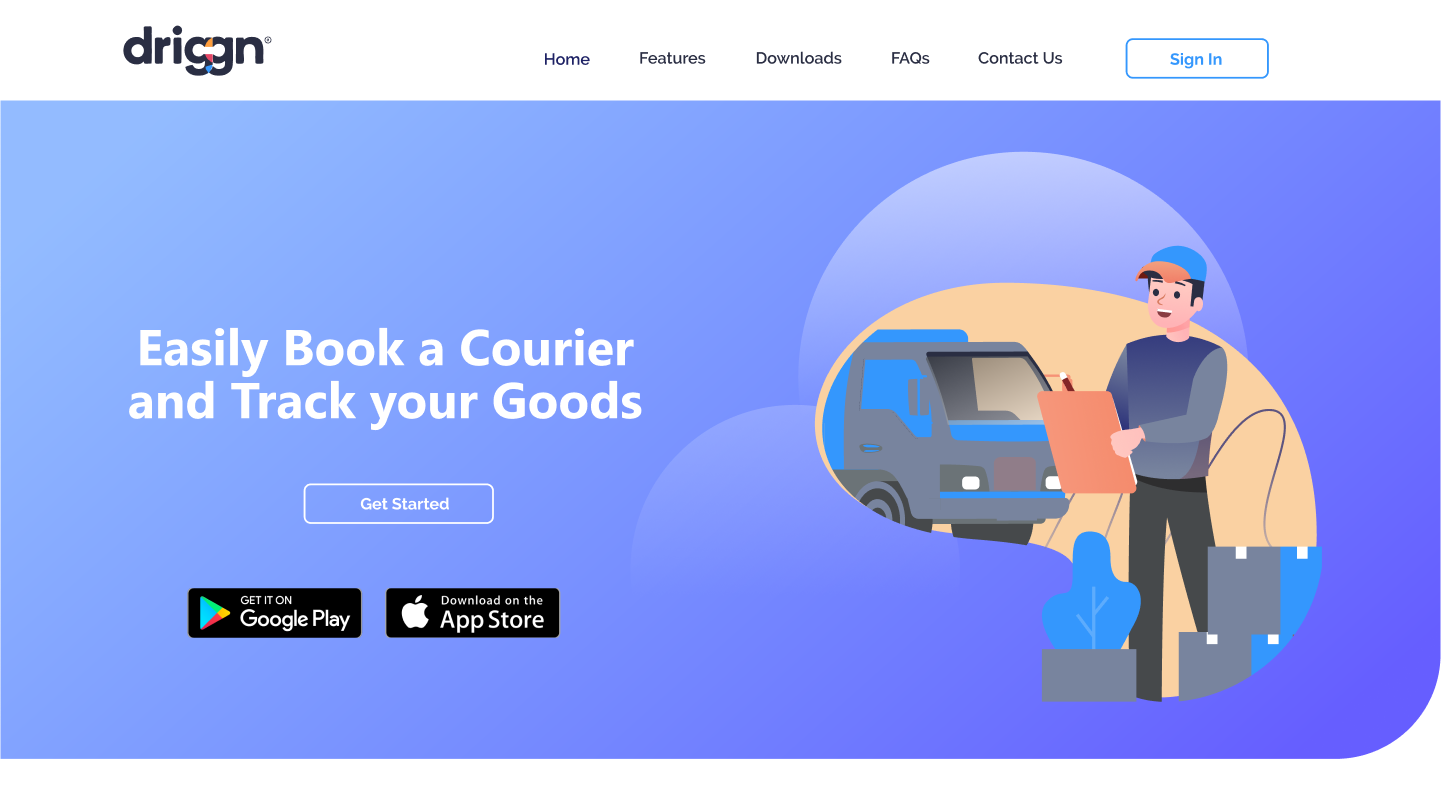 driggn®
Home Features Downloads FAQs Contact Us Sign In
Easily Book a Courier
and Track your Goods
Get Started
GET IT ON
Google Play
Download on the
App Store